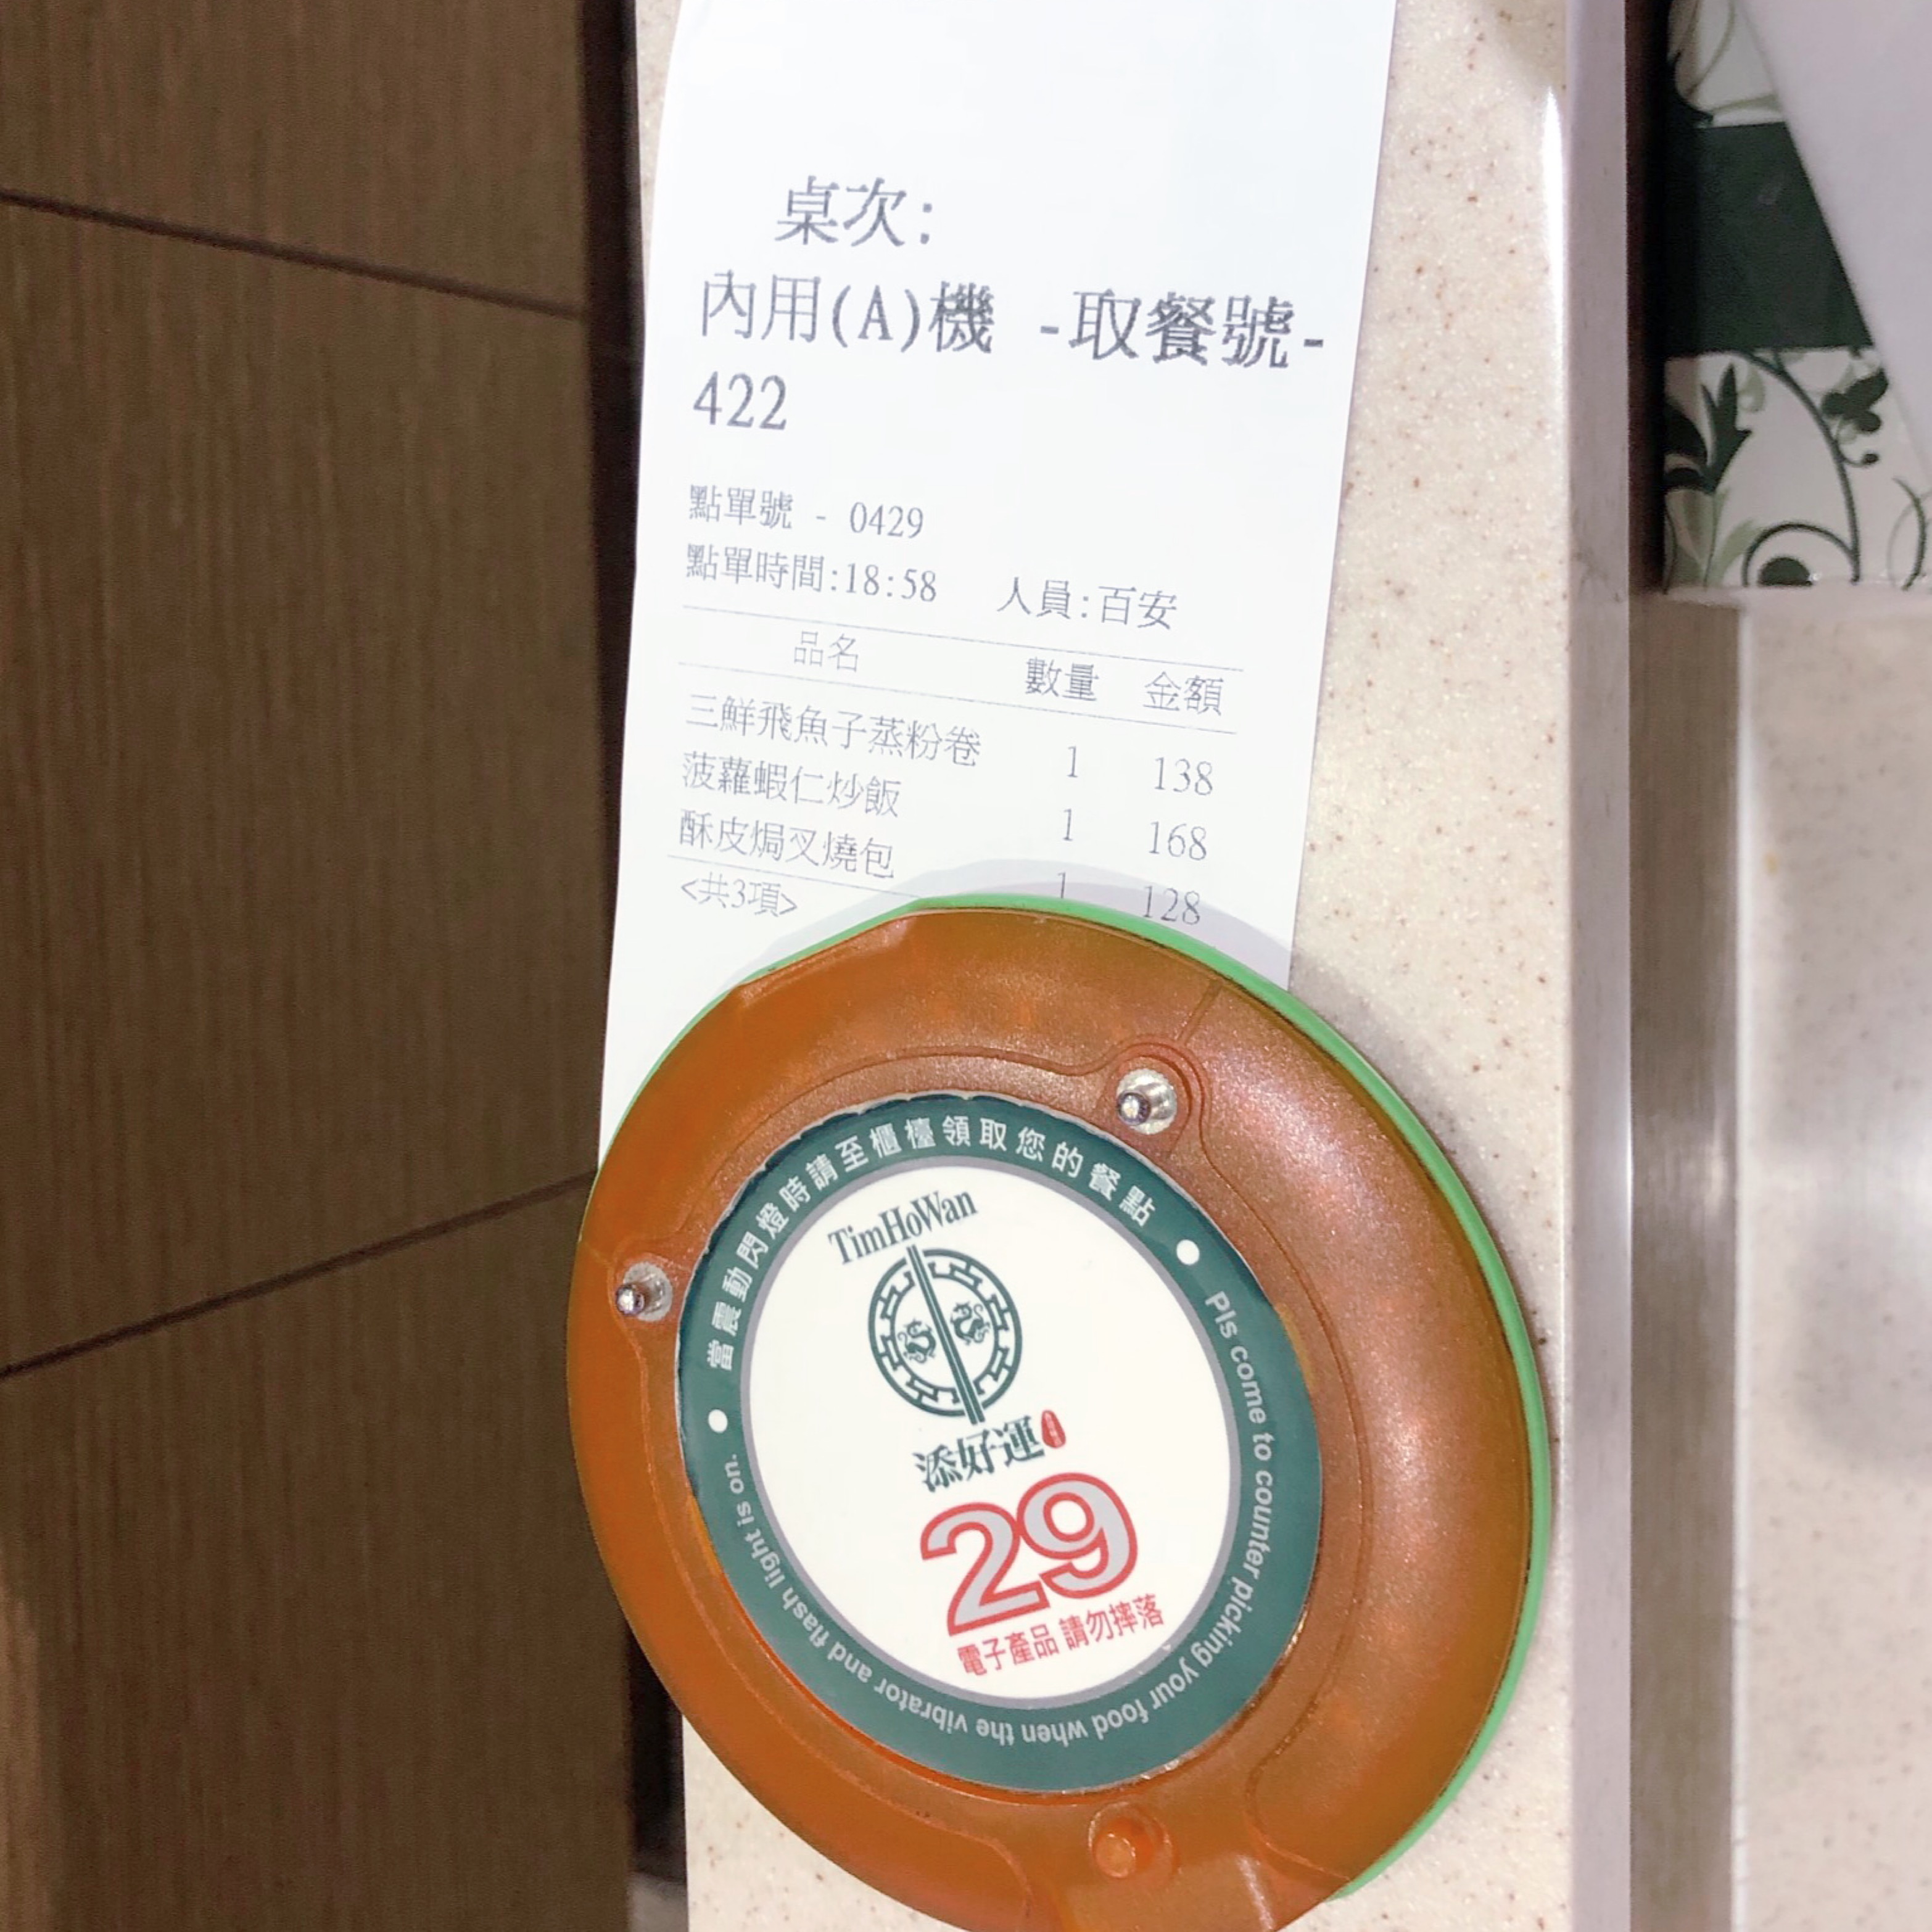 桌次:
內用(A)機 -取餐號-
422
點單號 - 0429
點單時間:18:58 人員:百安
品名 數量 金額
三鮮飛魚子蒸粉卷 1 138
菠蘿蝦仁炒飯 1 168
酥皮焗叉燒包 1 128
<共3項>
當震動閃燈時請至櫃檯領取您的餐點
TimHoWan
添好運
29
電子產品 請勿摔落
Pls come to counter picking your food when the vibrator and flash light is on.